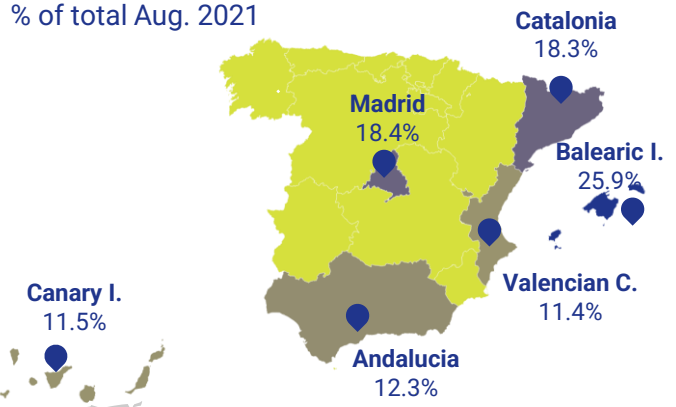 % of total Aug. 2021
Catalonia
18.3%
Madrid
18.4%
Balearic I.
25.9%
Valencian C.
11.4%
Canary I.
11.5%
Andalucia
12.3%